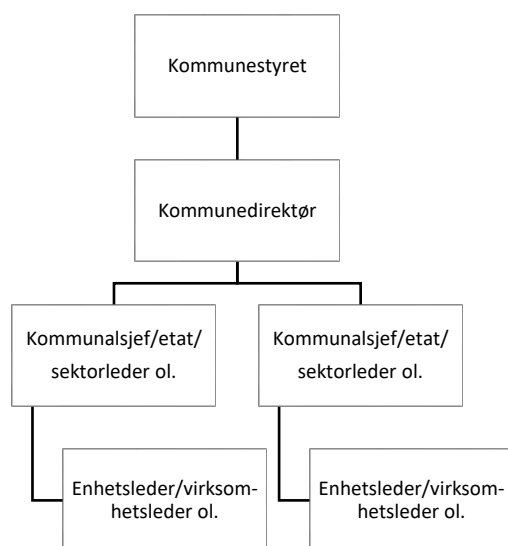 Kommunestyret
Kommunedirektør
Kommunalsjef/etat/
sektorleder ol.
Kommunalsjef/etat/
sektorleder ol.
Enhetsleder/virksom-
hetsleder ol.
Enhetsleder/virksom-
hetsleder ol.